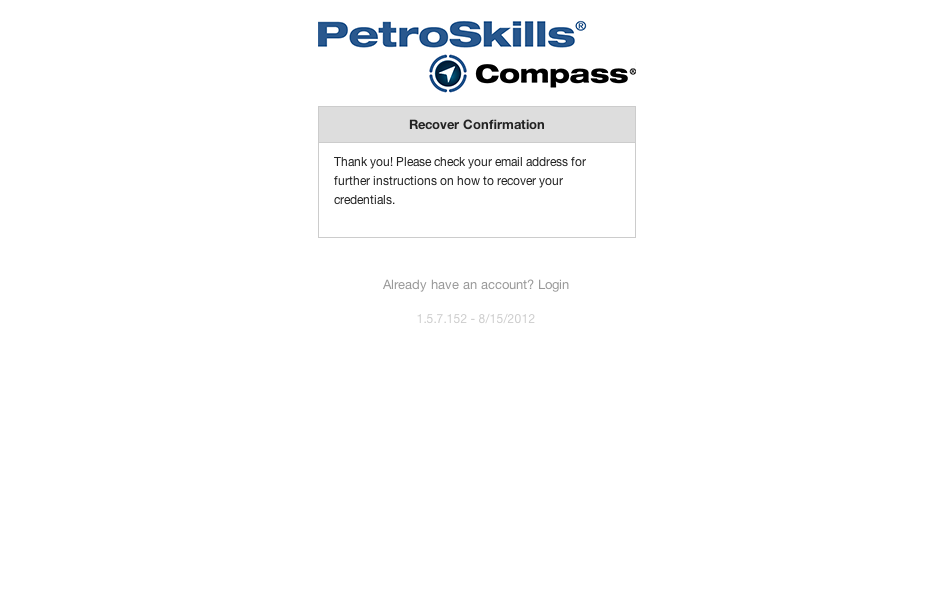 PetroSkills®
Compass®
Recover Confirmation
Thank you! Please check your email address for
further instructions on how to recover your
credentials.
Already have an account? Login
1.5.7.152 - 8/15/2012